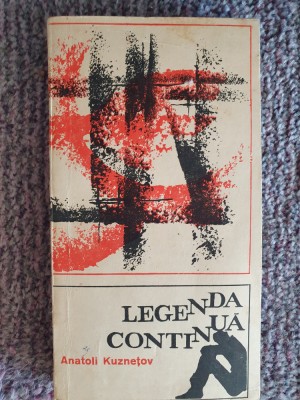 LEGENDA
CONTINUĂ
Anatoli Kuznețov